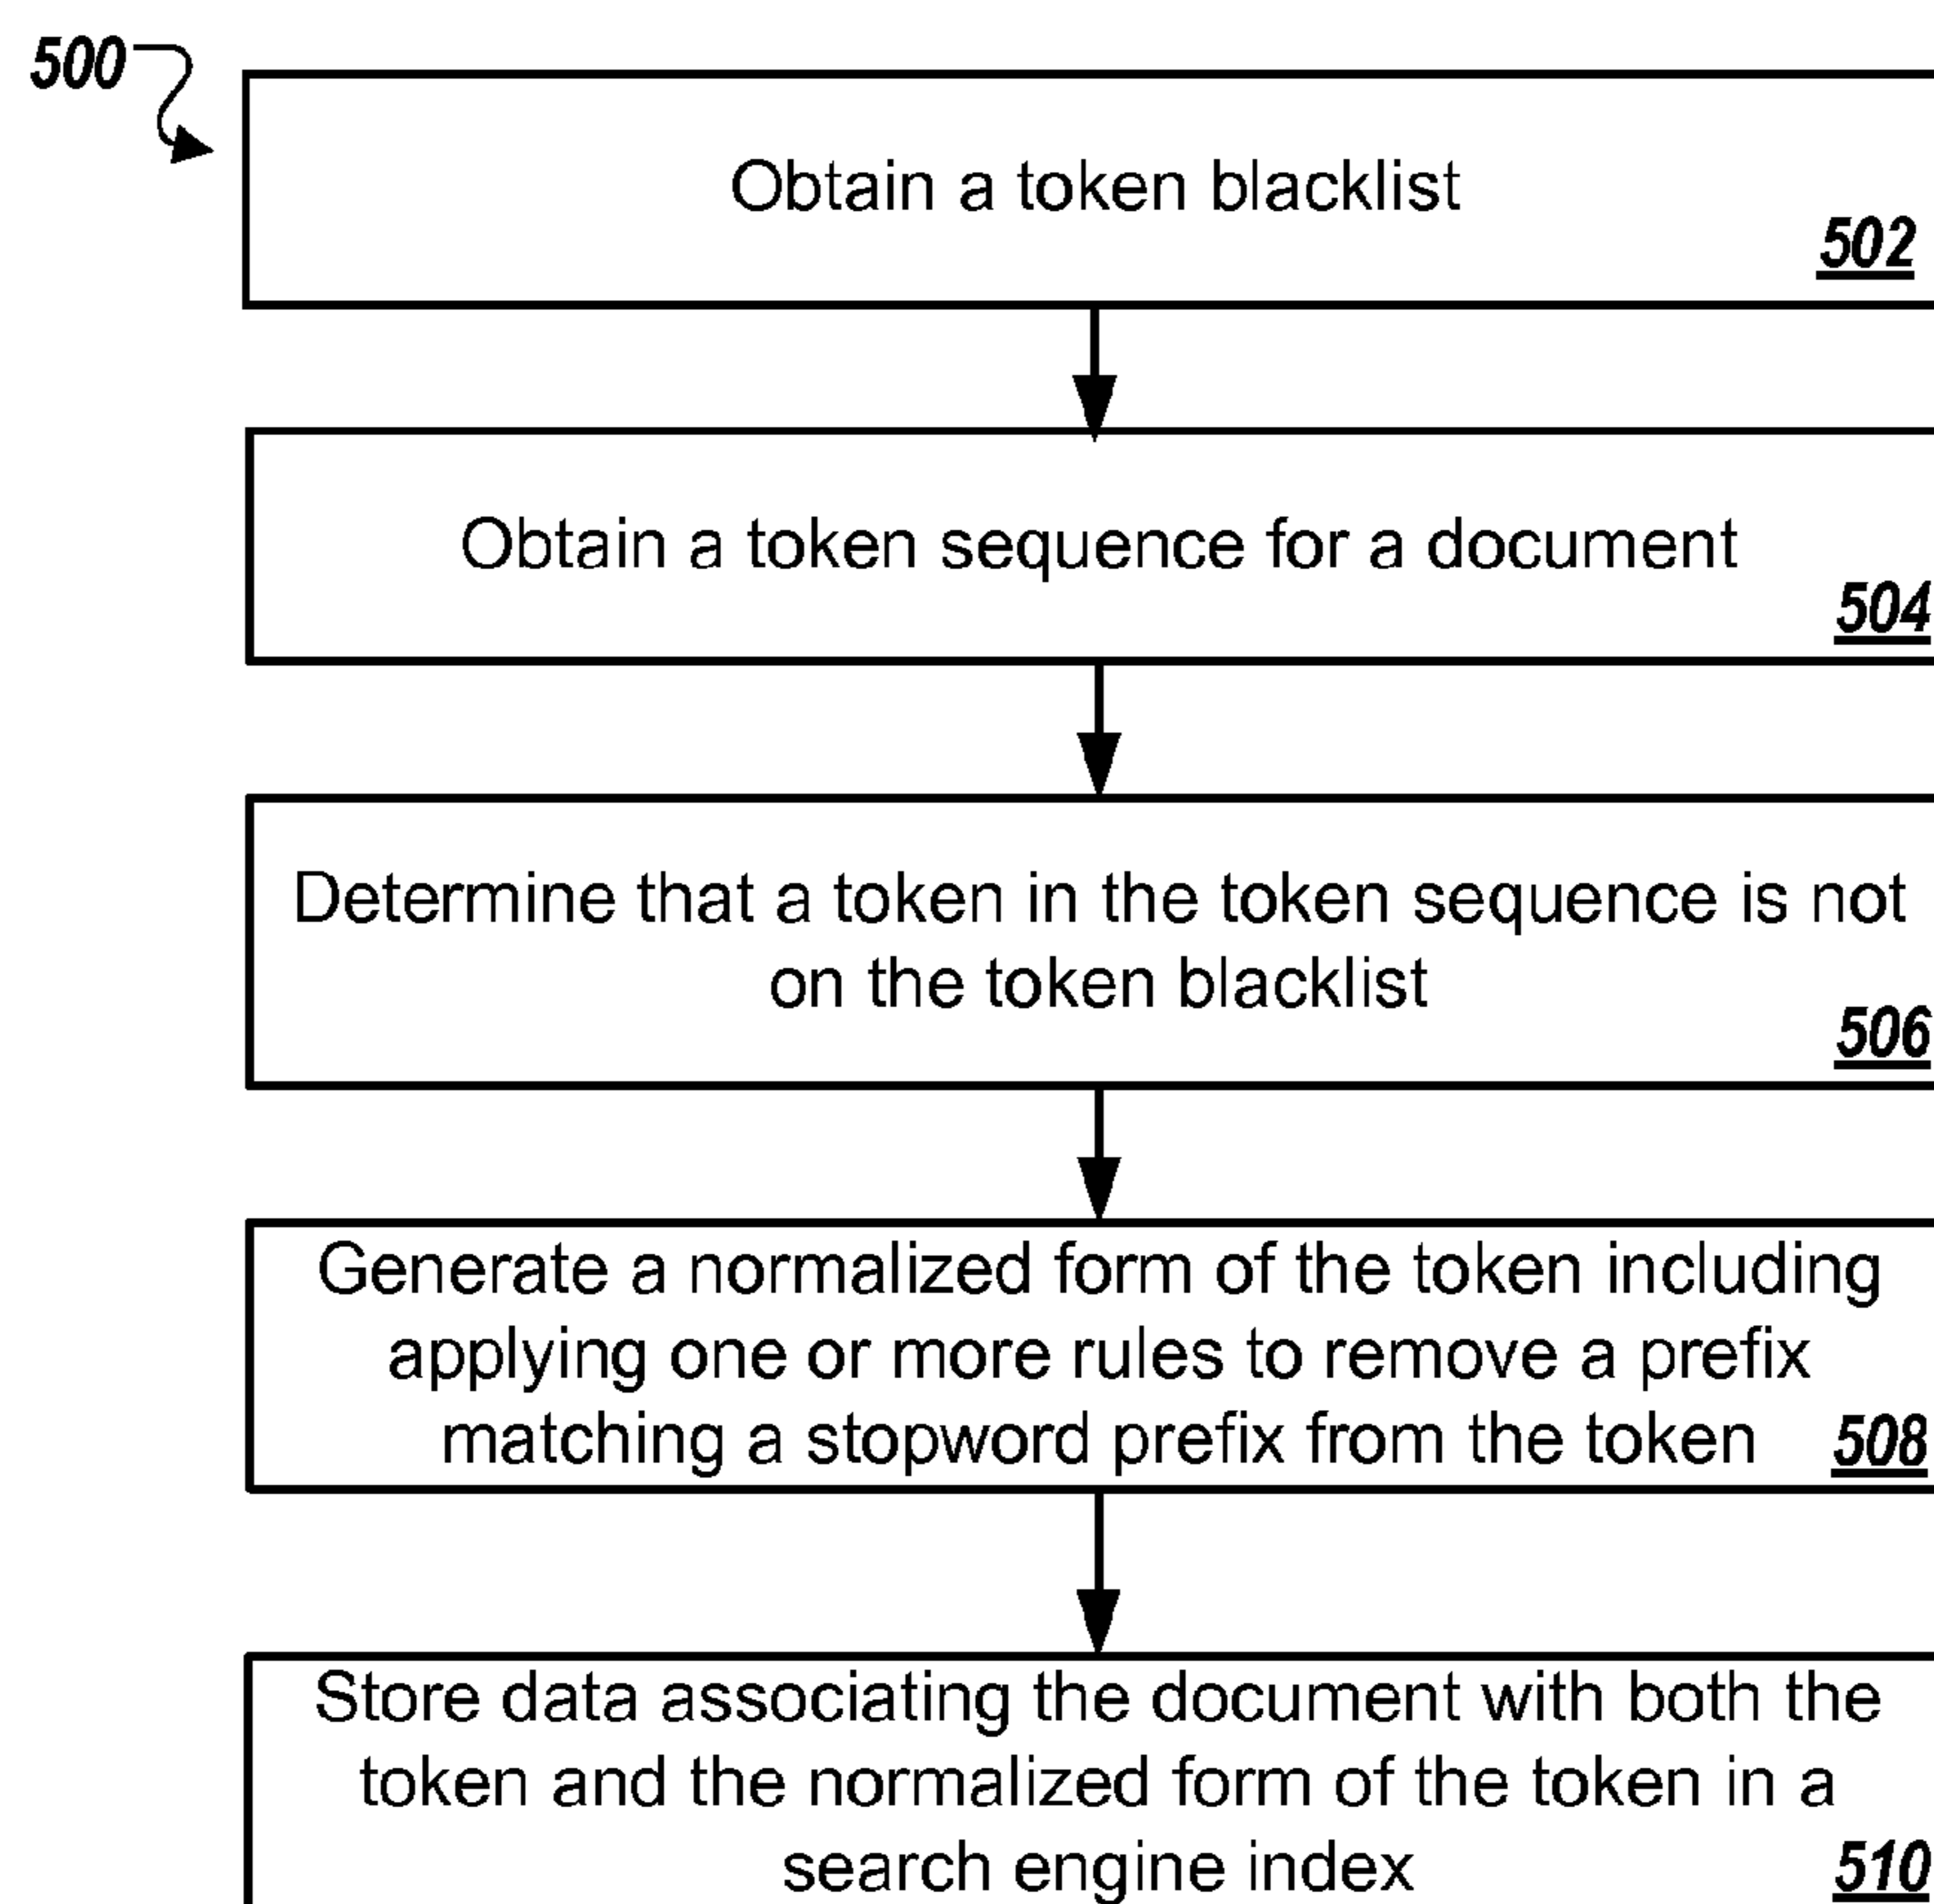 500
Obtain a token blacklist
502
Obtain a token sequence for a document
504
Determine that a token in the token sequence is not
on the token blacklist
506
Generate a normalized form of the token including
applying one or more rules to remove a prefix
matching a stopword prefix from the token 508
Store data associating the document with both the
token and the normalized form of the token in a
search engine index 510